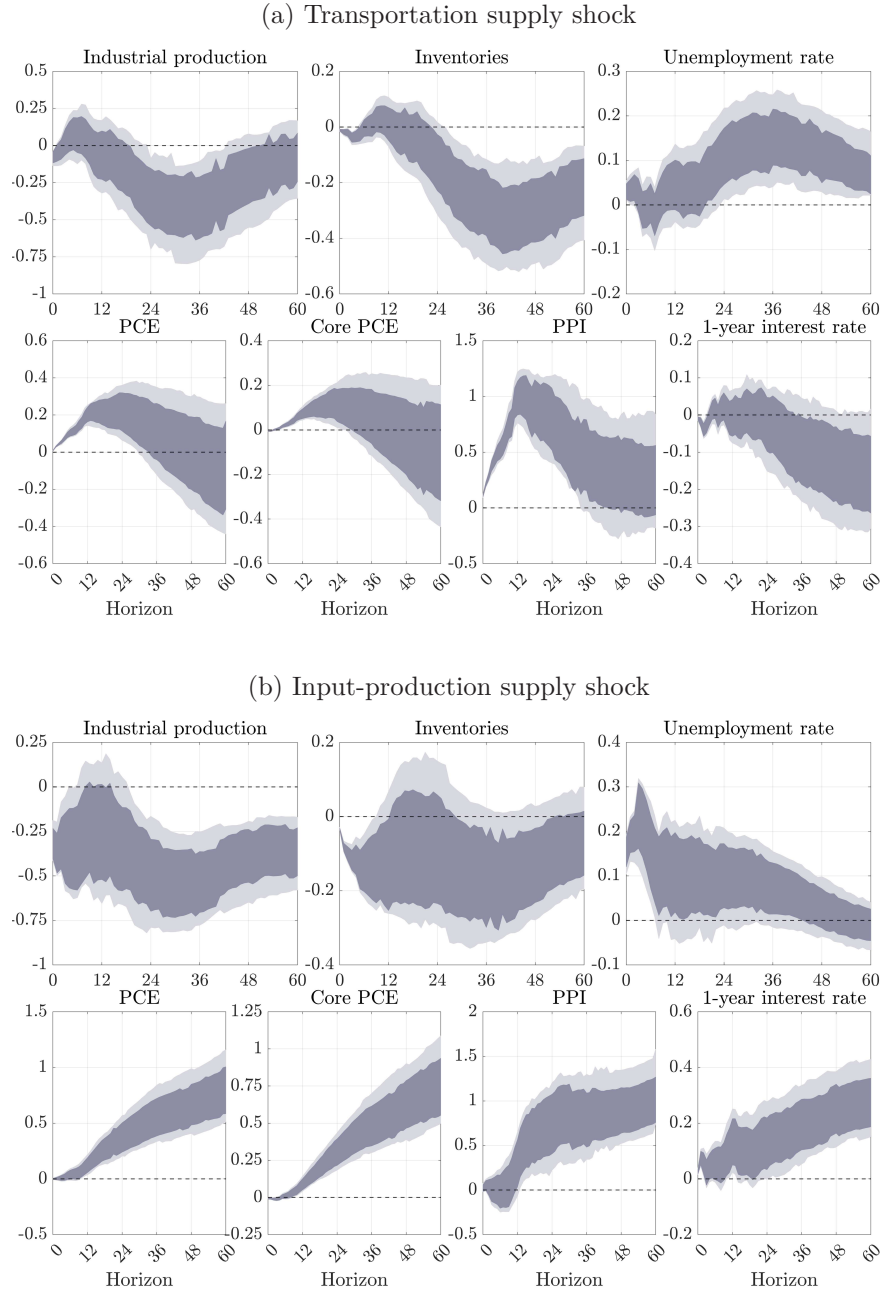 (a) Transportation supply shock
Industrial production Inventories Unemployment rate
0.5 0.25 0 -0.25 -0.5 -0.75 -1
0.2 0 -0.2 -0.4 -0.6
0.3 0.2 0.1 0 -0.1 -0.2
0 12 24 36 48 60 0 12 24 36 48 60 0 12 24 36 48 60
PCE Core PCE PPI 1-year interest rate
0.6 0.4 0.2 0 -0.2 -0.4 -0.6
0.4 0.2 0 -0.2 -0.4 -0.6
1.5 1 0.5 0 -0.5
0.2 0.1 0 -0.1 -0.2 -0.3 -0.4
0 12 24 36 48 60 0 12 24 36 48 60 0 12 24 36 48 60 0 12 24 36 48 60
Horizon Horizon Horizon Horizon
(b) Input-production supply shock
Industrial production Inventories Unemployment rate
0.25 0 -0.25 -0.5 -0.75 -1
0.2 0 -0.2 -0.4
0.4 0.3 0.2 0.1 0 -0.1
0 12 24 36 48 60 0 12 24 36 48 60 0 12 24 36 48 60
PCE Core PCE PPI 1-year interest rate
1.5 1 0.5 0 -0.5
1.25 1 0.75 0.5 0.25 0 -0.25
2 1.5 1 0.5 0 -0.5
0.6 0.4 0.2 0 -0.2
0 12 24 36 48 60 0 12 24 36 48 60 0 12 24 36 48 60 0 12 24 36 48 60
Horizon Horizon Horizon Horizon